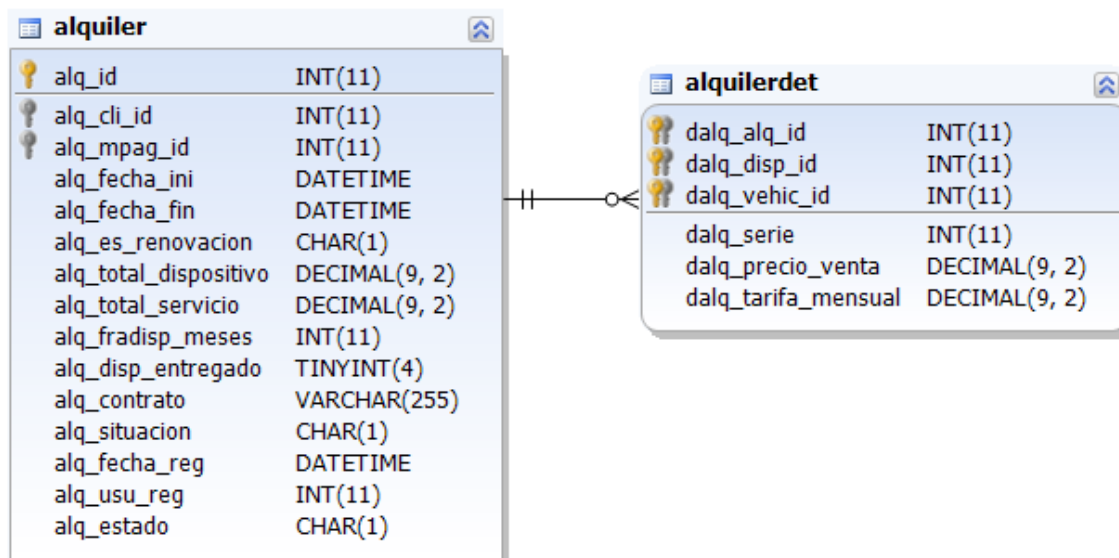 alquiler
alq_id INT(11)
alq_cli_id INT(11)
alq_mpag_id INT(11)
alq_fecha_ini DATETIME
alq_fecha_fin DATETIME
alq_es_renovacion CHAR(1)
alq_total_dispositivo DECIMAL(9, 2)
alq_total_servicio DECIMAL(9, 2)
alq_fradisp_meses INT(11)
alq_disp_entregado TINYINT(4)
alq_contrato VARCHAR(255)
alq_situacion CHAR(1)
alq_fecha_reg DATETIME
alq_usu_reg INT(11)
alq_estado CHAR(1)
alquilerdet
dalq_alq_id INT(11)
dalq_disp_id INT(11)
dalq_vehic_id INT(11)
dalq_serie INT(11)
dalq_precio_venta DECIMAL(9, 2)
dalq_tarifa_mensual DECIMAL(9, 2)